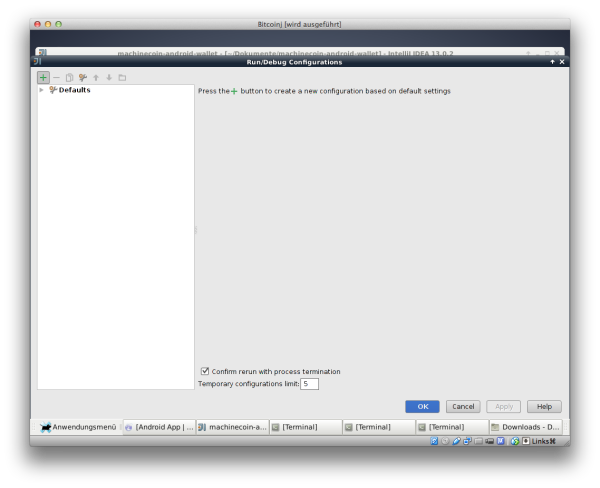 Bitcoinj [wird ausgeführt]
machinecoin-android-wallet - [~/Dokumente/machinecoin-android-wallet] - IntelliJ IDEA 13.0.2
Run/Debug Configurations
Defaults
Press the + button to create a new configuration based on default settings
Confirm rerun with process termination
Temporary configurations limit: 5
OK Cancel Apply Help
Anwendungsmenü [Android App | ... machinecoin-a... [Terminal] [Terminal] [Terminal] Downloads - D...
Links⌘